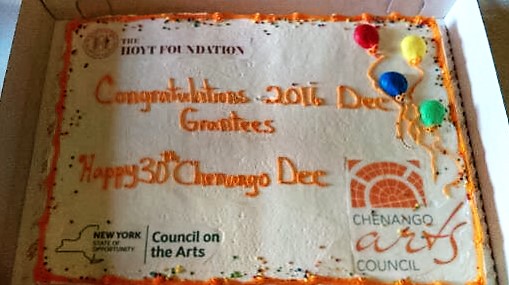 THE
HOYT FOUNDATION
Congratulations 2016 Dec
Grantees
Happy 30th Chenango Dec
NEW YORK
STATE OF
OPPORTUNITY
Council on
the Arts
CHENANGO
arts
COUNCIL